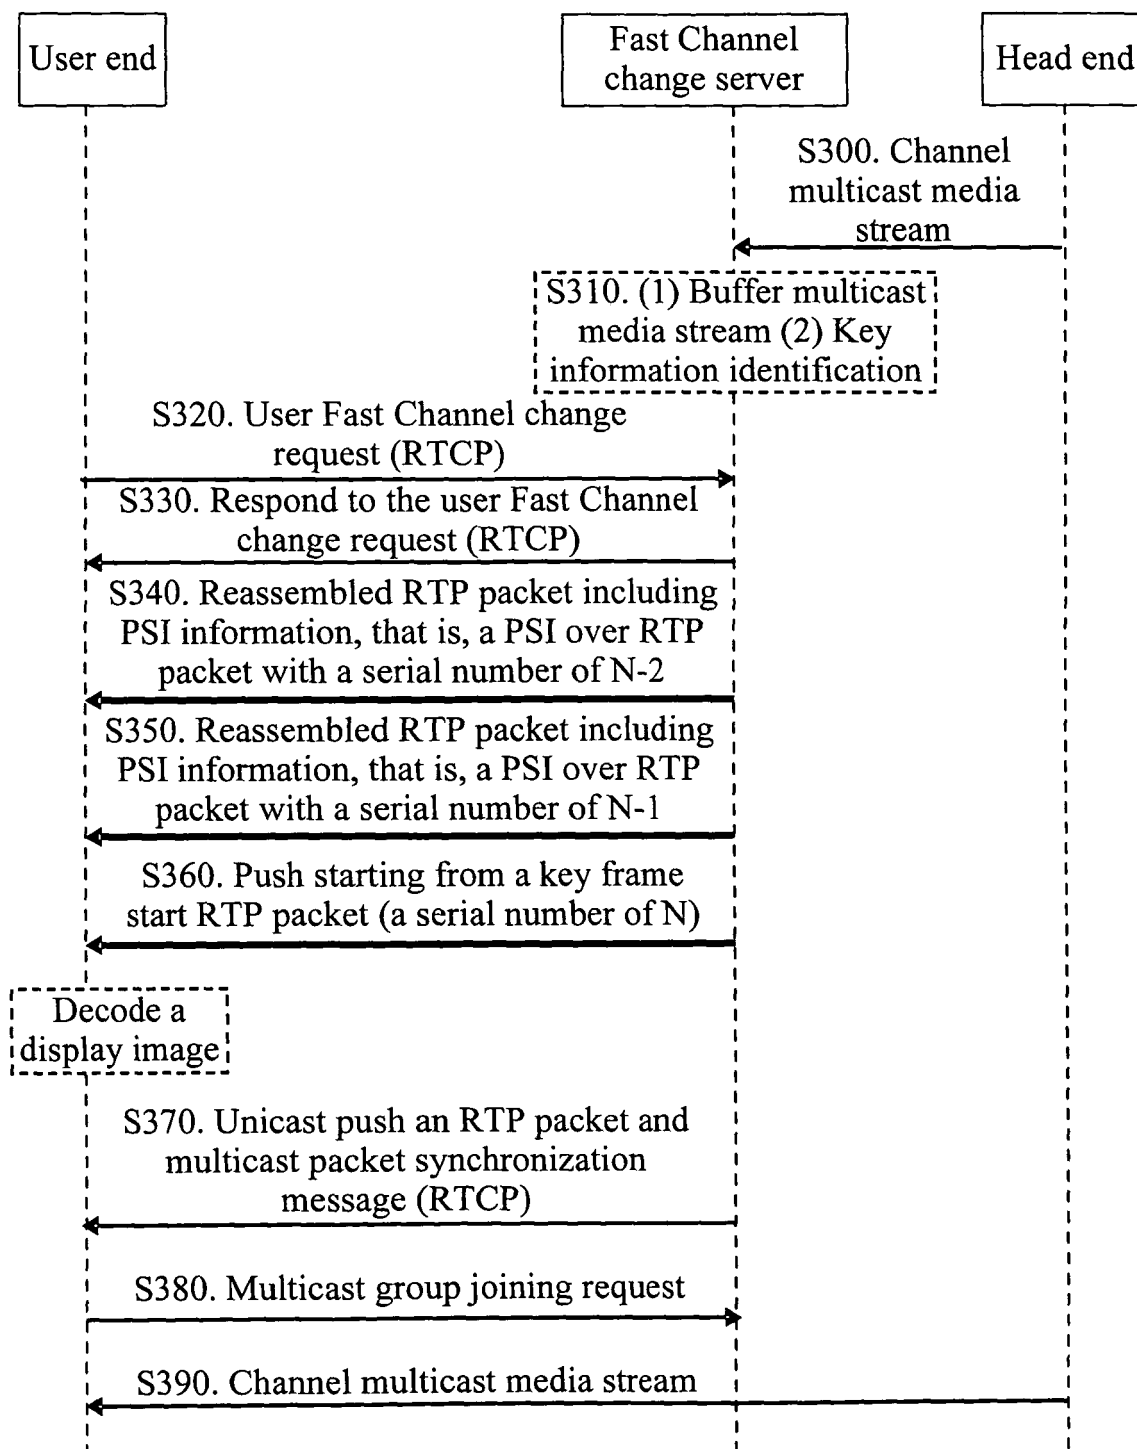 User end
Fast Channel
change server
Head end
S300. Channel
multicast media
stream
S310. (1) Buffer multicast
media stream (2) Key
information identification
S320. User Fast Channel change
request (RTCP)
S330. Respond to the user Fast Channel
change request (RTCP)
S340. Reassembled RTP packet including
PSI information, that is, a PSI over RTP
packet with a serial number of N-2
S350. Reassembled RTP packet including
PSI information, that is, a PSI over RTP
packet with a serial number of N-1
S360. Push starting from a key frame
start RTP packet (a serial number of N)
Decode a
display image
S370. Unicast push an RTP packet and
multicast packet synchronization
message (RTCP)
S380. Multicast group joining request
S390. Channel multicast media stream